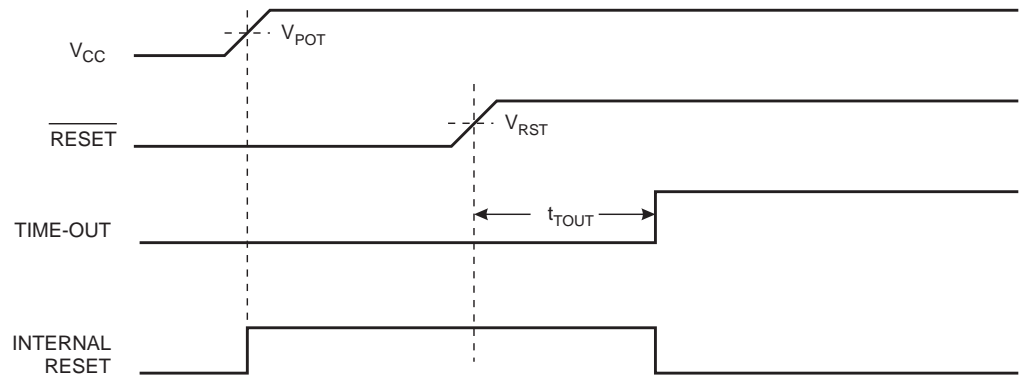 V_CC
V_POT
RESET
V_RST
TIME-OUT
t_TOUT
INTERNAL
RESET